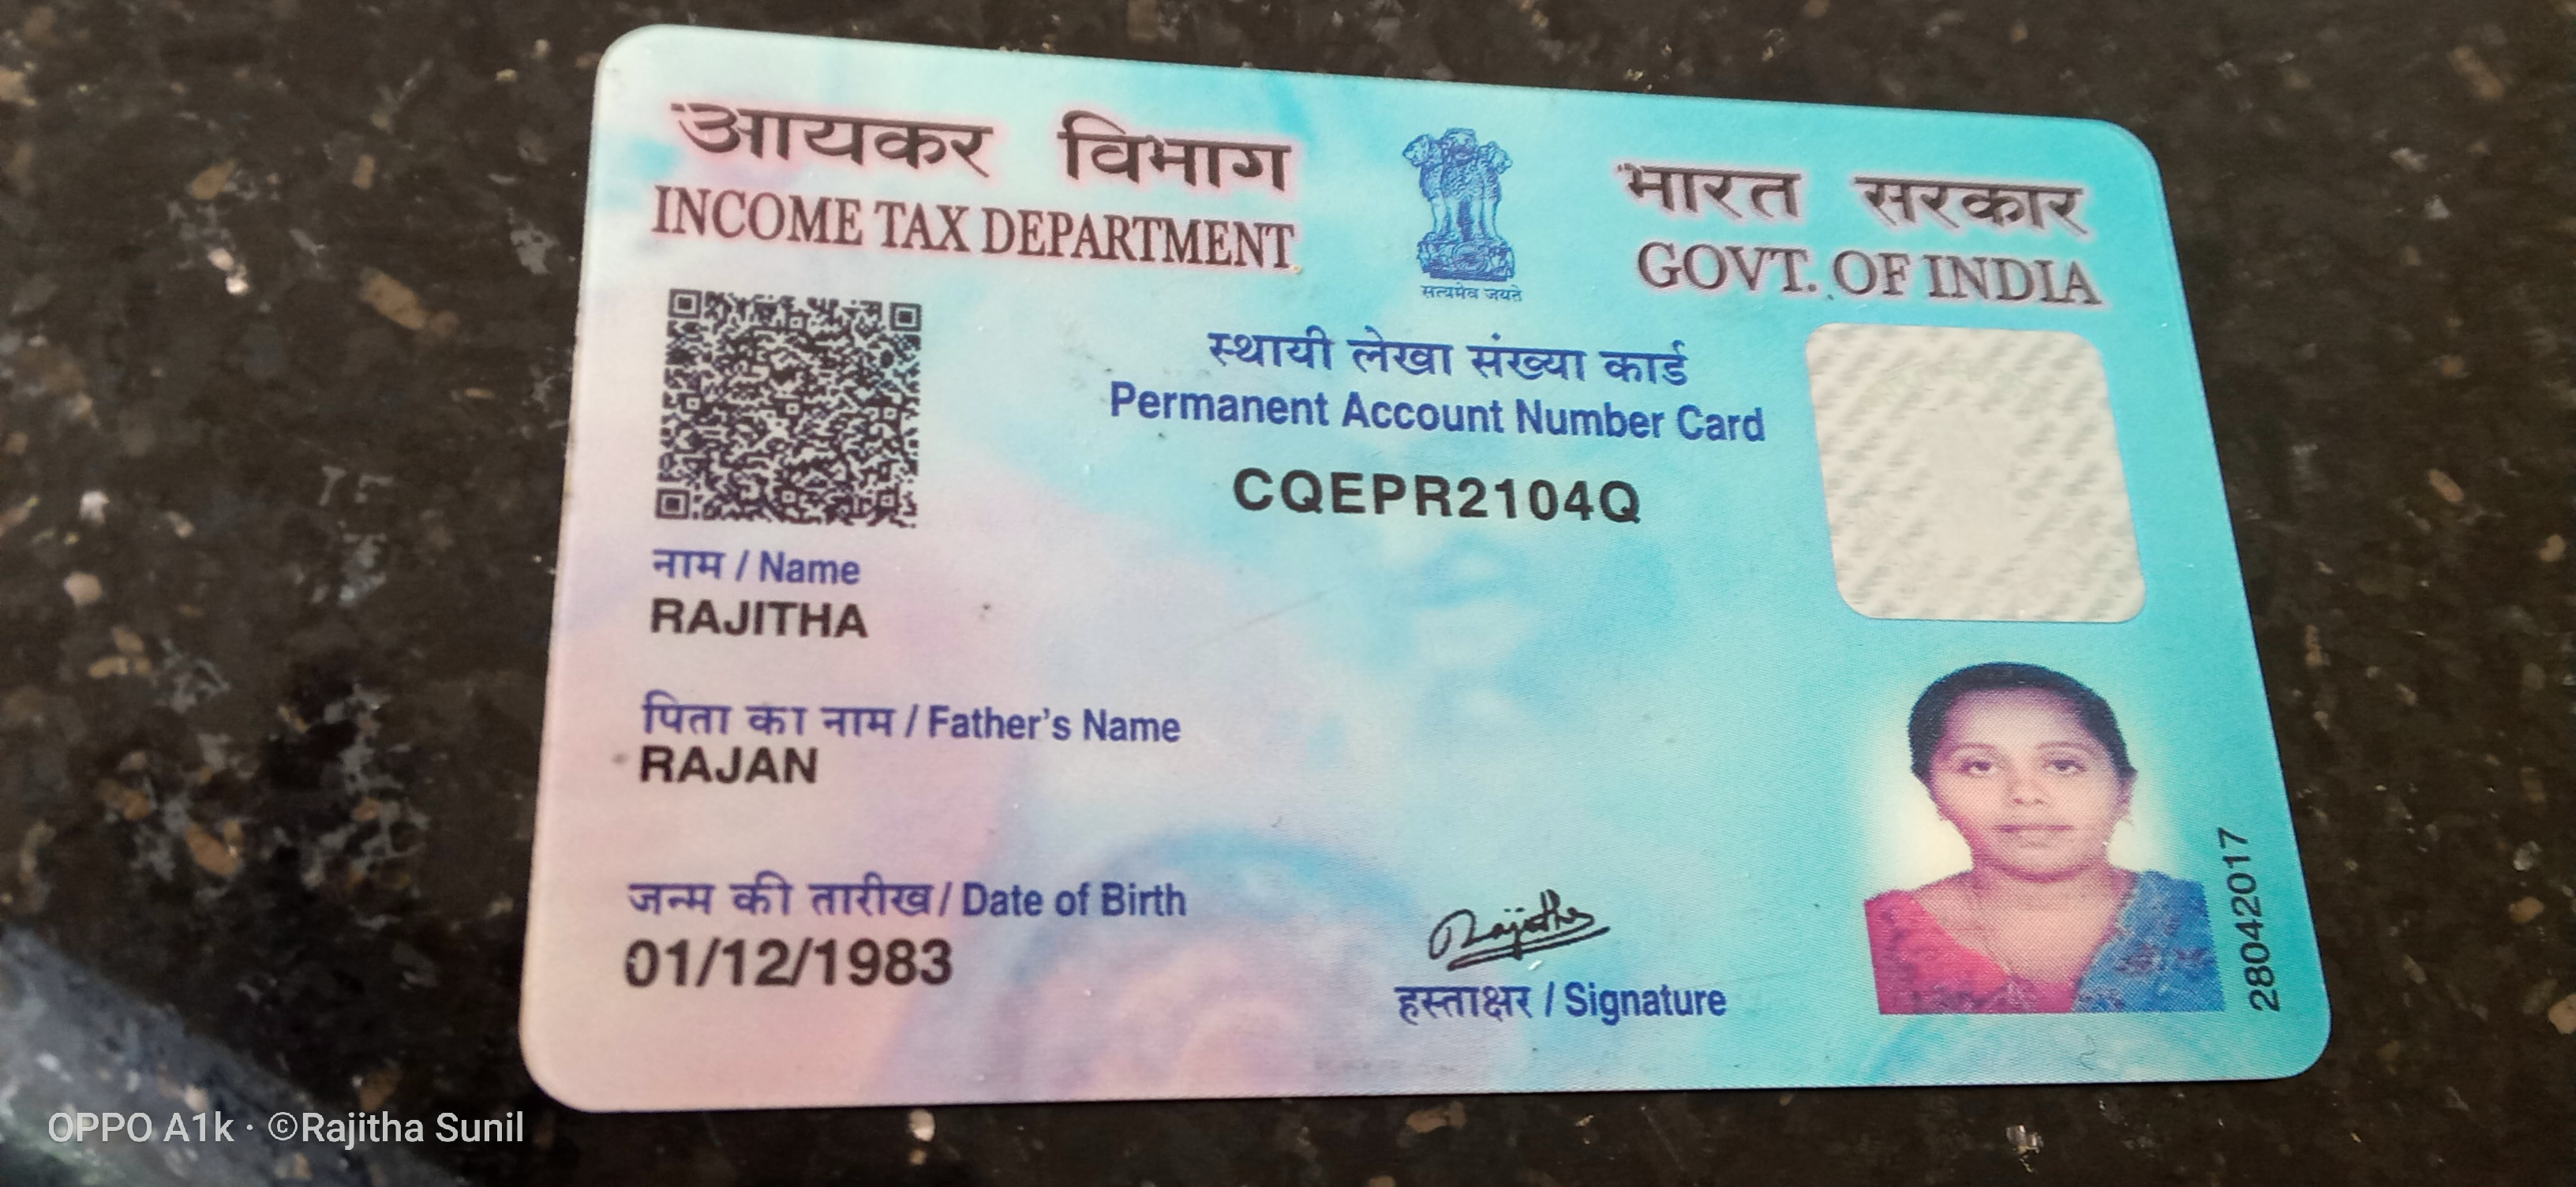 आयकर विभाग
INCOME TAX DEPARTMENT
भारत सरकार
GOVT. OF INDIA
सत्यमेव जयते
स्थायी लेखा संख्या कार्ड
Permanent Account Number Card
CQEPR2104Q
नाम / Name
RAJITHA
पिता का नाम / Father's Name
RAJAN
जन्म की तारीख / Date of Birth
01/12/1983
Rajitha
हस्ताक्षर / Signature
28042017
OPPO A1k · ©Rajitha Sunil